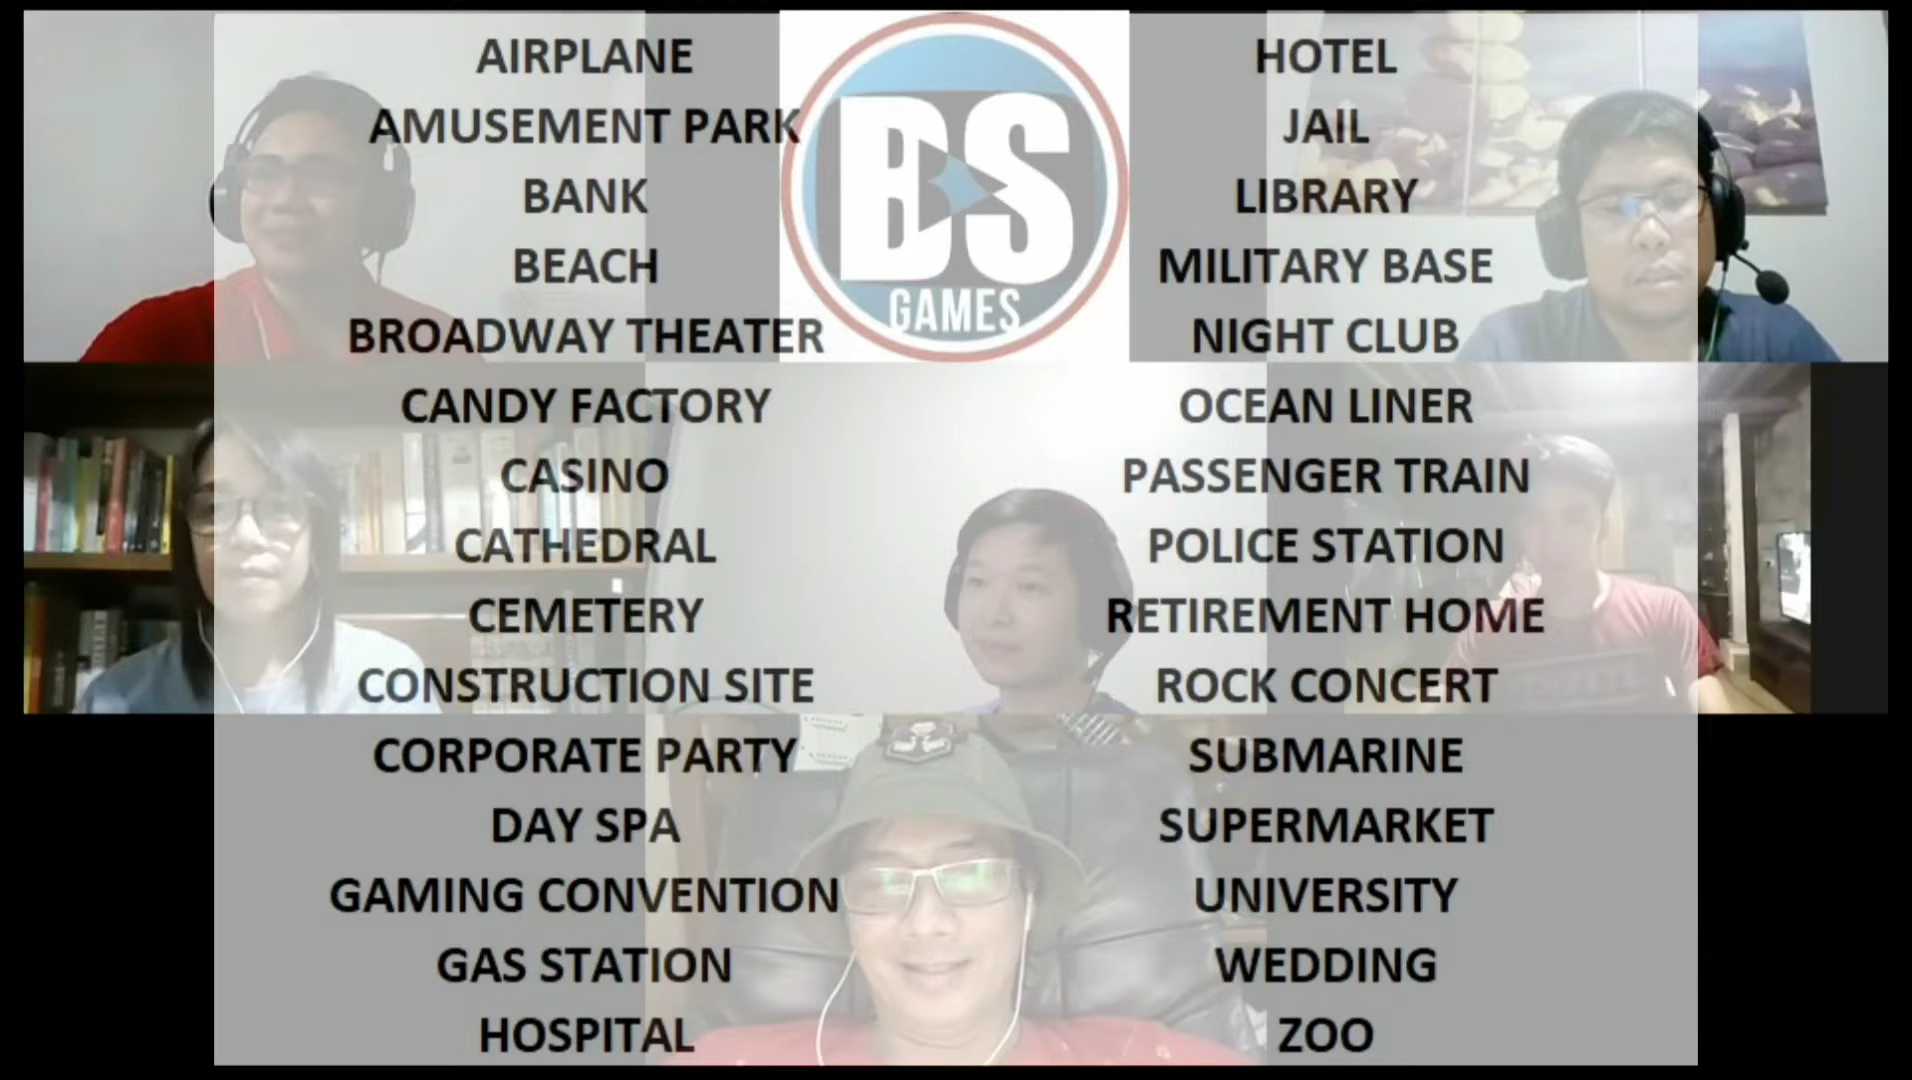 AIRPLANE
AMUSEMENT PARK
BANK
BEACH
BROADWAY THEATER
CANDY FACTORY
CASINO
CATHEDRAL
CEMETERY
CONSTRUCTION SITE
CORPORATE PARTY
DAY SPA
GAMING CONVENTION
GAS STATION
HOSPITAL
BS
GAMES
HOTEL
JAIL
LIBRARY
MILITARY BASE
NIGHT CLUB
OCEAN LINER
PASSENGER TRAIN
POLICE STATION
RETIREMENT HOME
ROCK CONCERT
SUBMARINE
SUPERMARKET
UNIVERSITY
WEDDING
ZOO